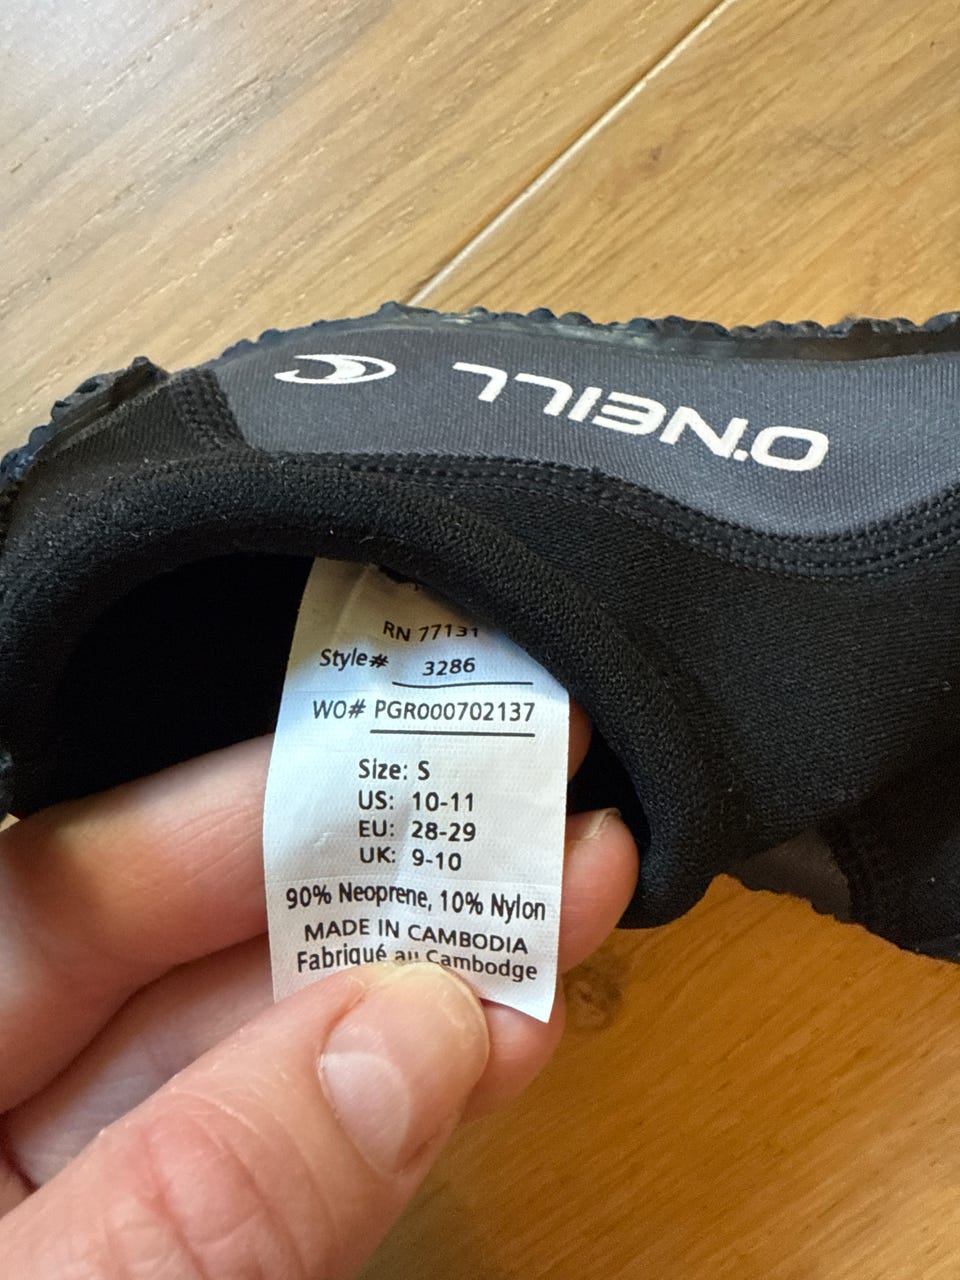 O'NEILL
RN 77131
Style# 3286
WO# PGR000702137
Size: S
US: 10-11
EU: 28-29
UK: 9-10
90% Neoprene, 10% Nylon
MADE IN CAMBODIA
Fabriqué au Cambodge